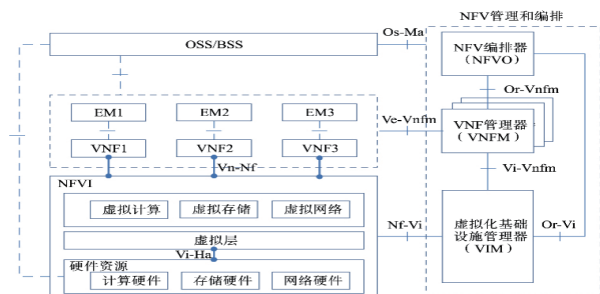 NFV管理和编排
Os-Ma
OSS/BSS
NFV编排器
（NFVO）
Or-Vnfm
EM1
EM2
EM3
Ve-Vnfm
VNF管理器
（VNFM）
VNF1
VNF2
VNF3
Vn-Nf
Vi-Vnfm
NFVI
虚拟计算
虚拟存储
虚拟网络
Nf-Vi
虚拟化基础
设施管理器
（VIM）
Or-Vi
虚拟层
Vi-Ha
硬件资源
计算硬件
存储硬件
网络硬件